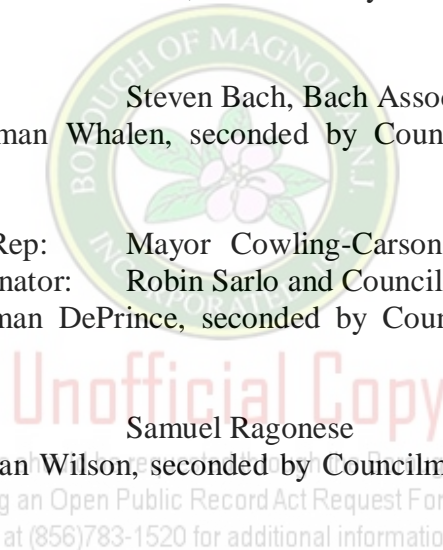 BOROUGH OF MAGNOLIA N.J.
INCORPORATED
Steven Bach, Bach Assoc
man Whalen, seconded by Coun
Rep: Mayor Cowling-Carson
nator: Robin Sarlo and Council
man DePrince, seconded by Coun
Unofficial Copy
Samuel Ragonese
an Wilson, seconded by Councilm
g an Open Public Record Act Request For
at (856)783-1520 for additional information